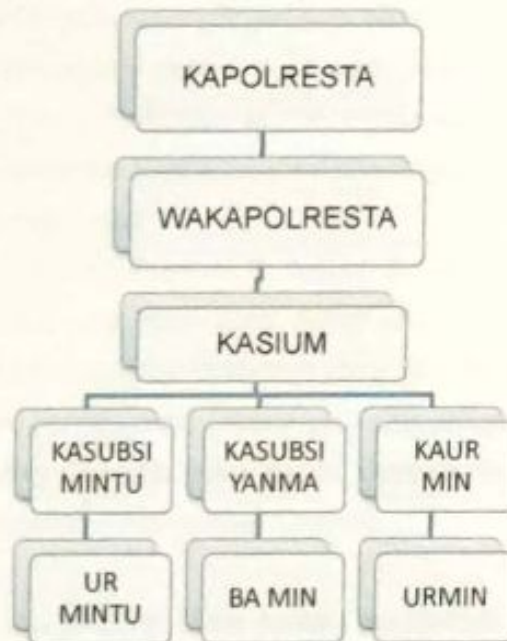 KAPOLRESTA
WAKAPOLRESTA
KASIUM
KASUBSI
MINTU
KASUBSI
YANMA
KAUR
MIN
UR
MINTU
BA MIN
URMIN